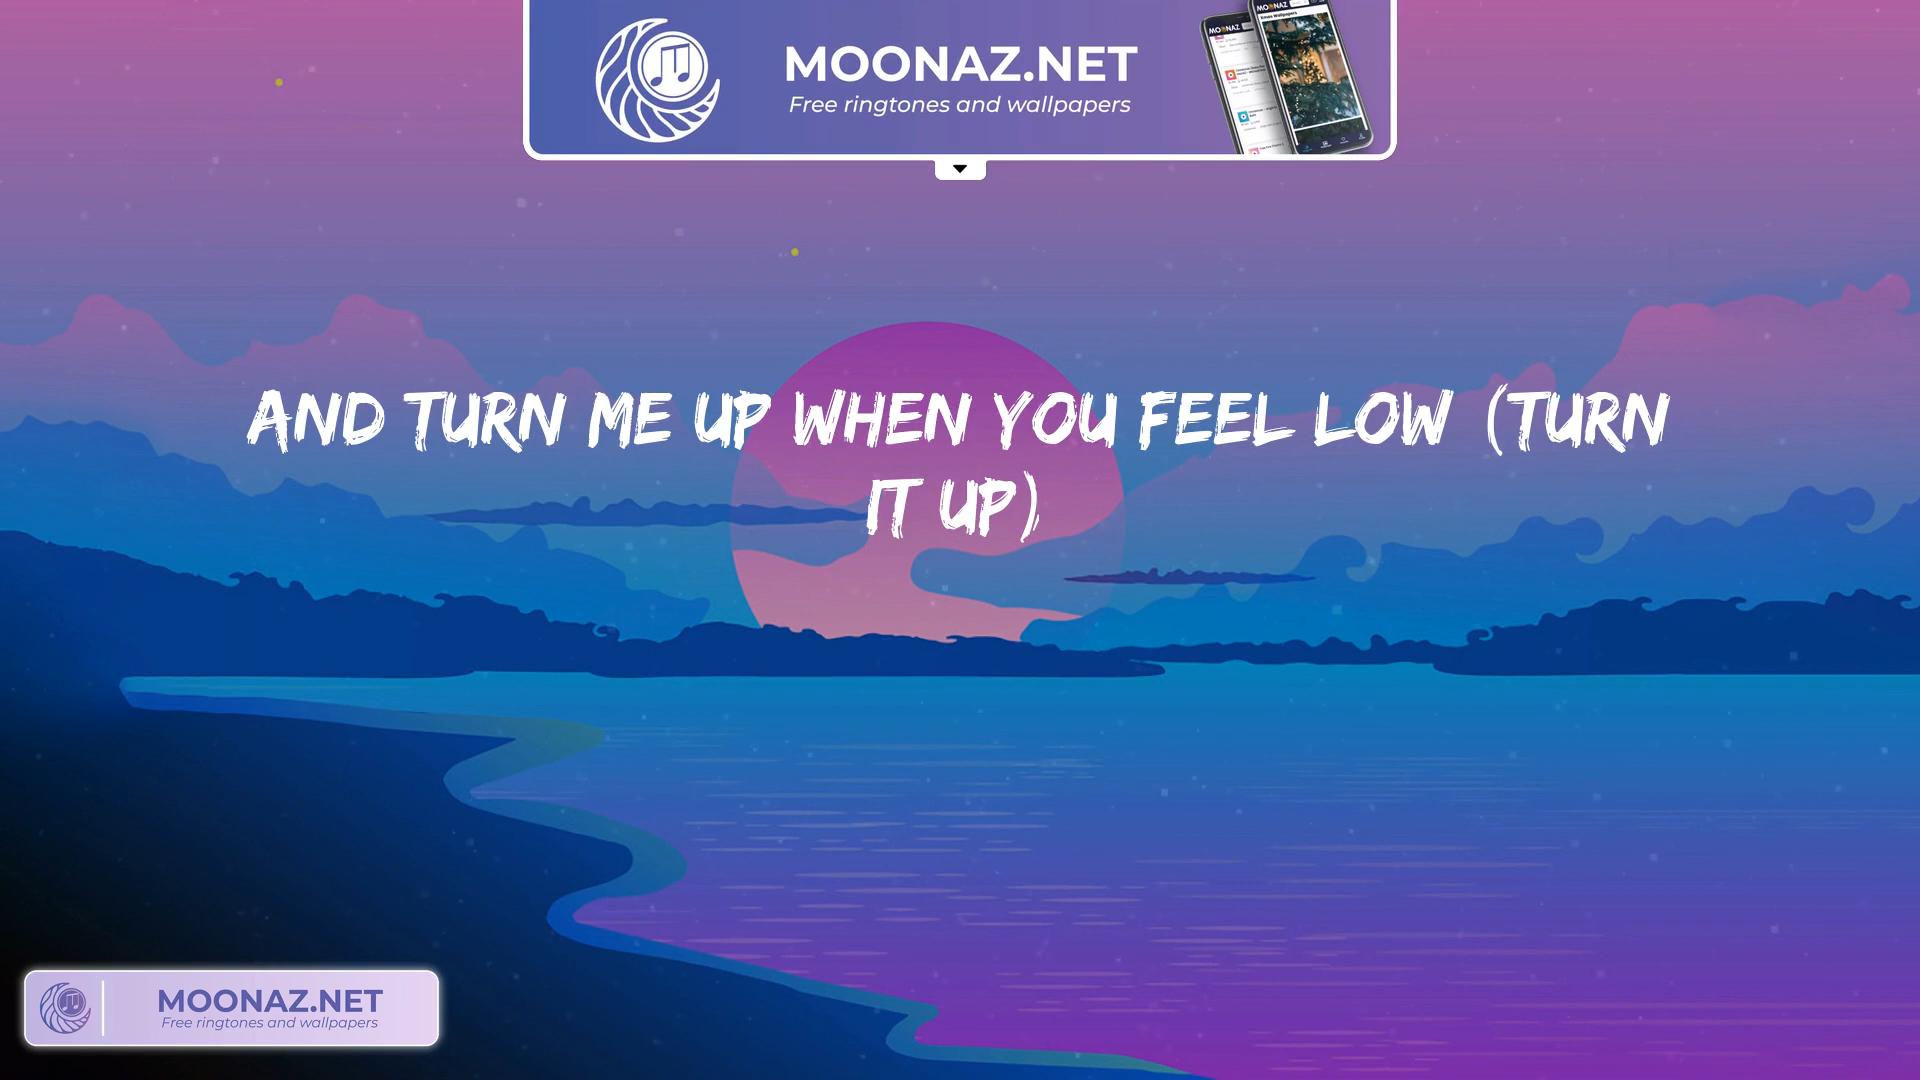 MOONAZ.NET
Free ringtones and wallpapers
AND TURN ME UP WHEN YOU FEEL LOW (TURN
IT UP)
MOONAZ.NET
Free ringtones and wallpapers